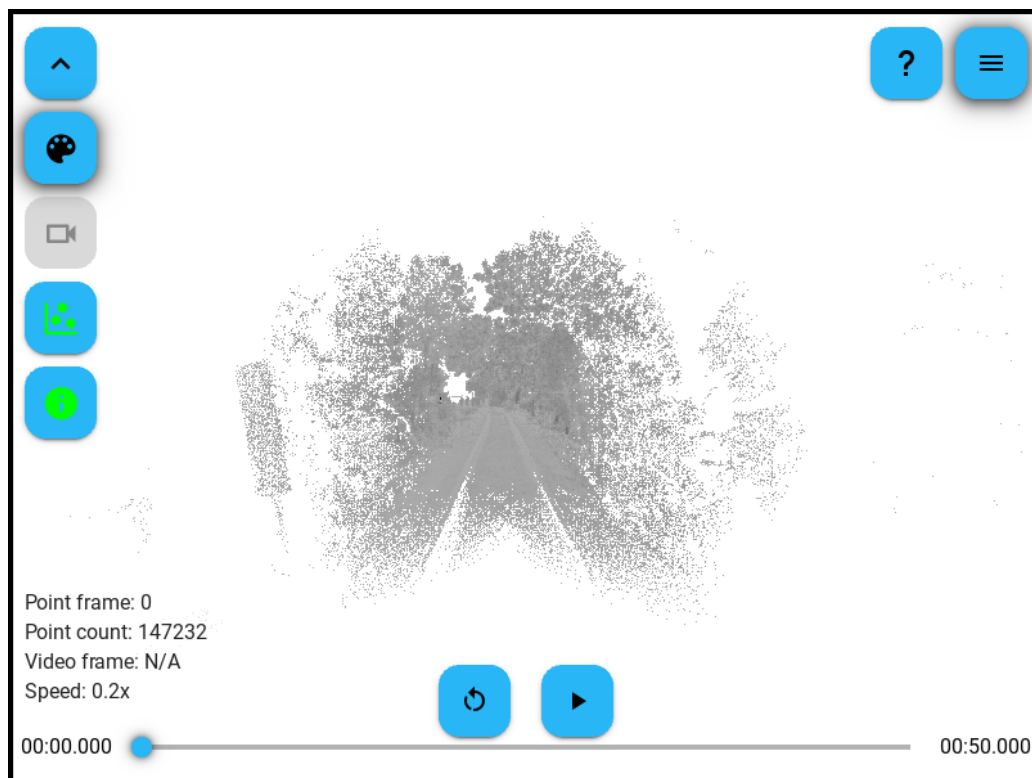 ?
Point frame: 0
Point count: 147232
Video frame: N/A
Speed: 0.2x
00:00.000
00:50.000